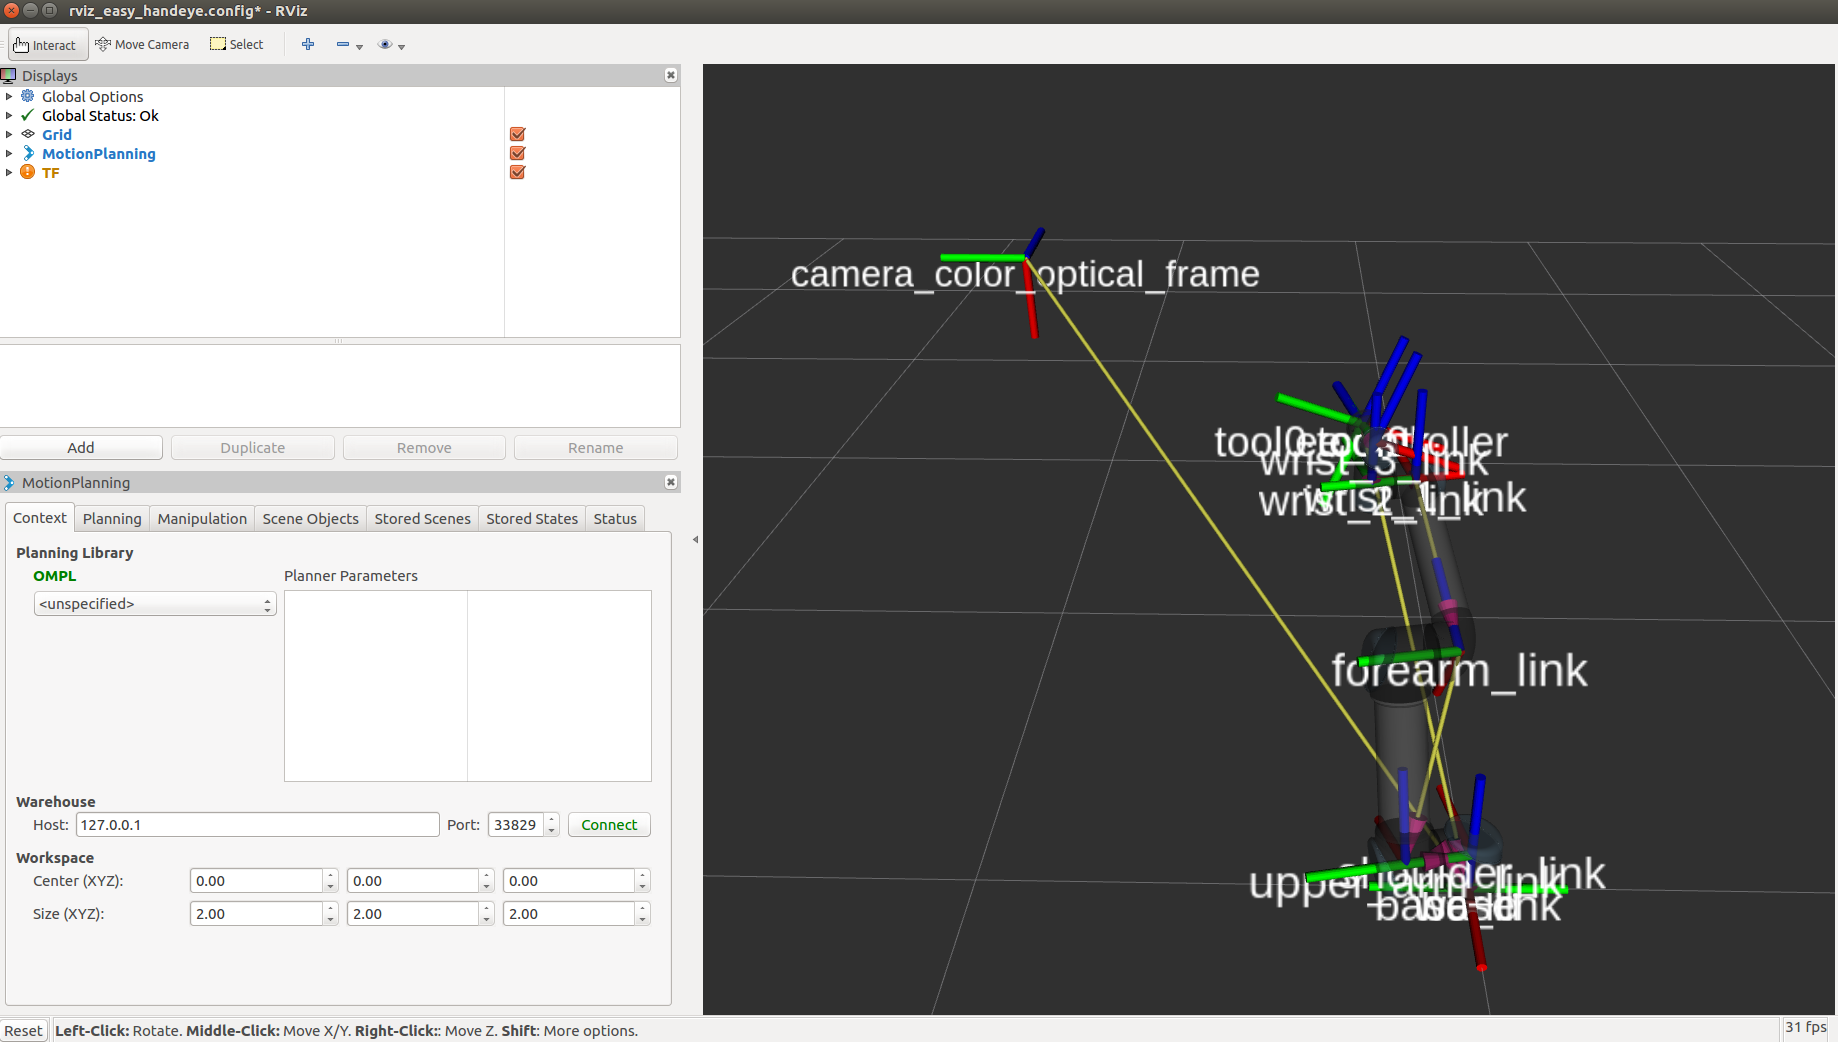 rviz_easy_handeye.config* - RViz
Interact Move Camera Select
Displays
Global Options
Global Status: Ok
Grid
MotionPlanning
TF
Add Duplicate Remove Rename
MotionPlanning
Context Planning Manipulation Scene Objects Stored Scenes Stored States Status
Planning Library
OMPL Planner Parameters
<unspecified>
Warehouse
Host: 127.0.0.1 Port: 33829 Connect
Workspace
Center (XYZ): 0.00 0.00 0.00
Size (XYZ): 2.00 2.00 2.00
camera_color_optical_frame
wrist_3_link
wrist_1_link
wrist_2_link
forearm_link
shoulder_link
upper_arm_link
base_link
Reset Left-Click: Rotate. Middle-Click: Move X/Y. Right-Click:: Move Z. Shift: More options. 31 fps